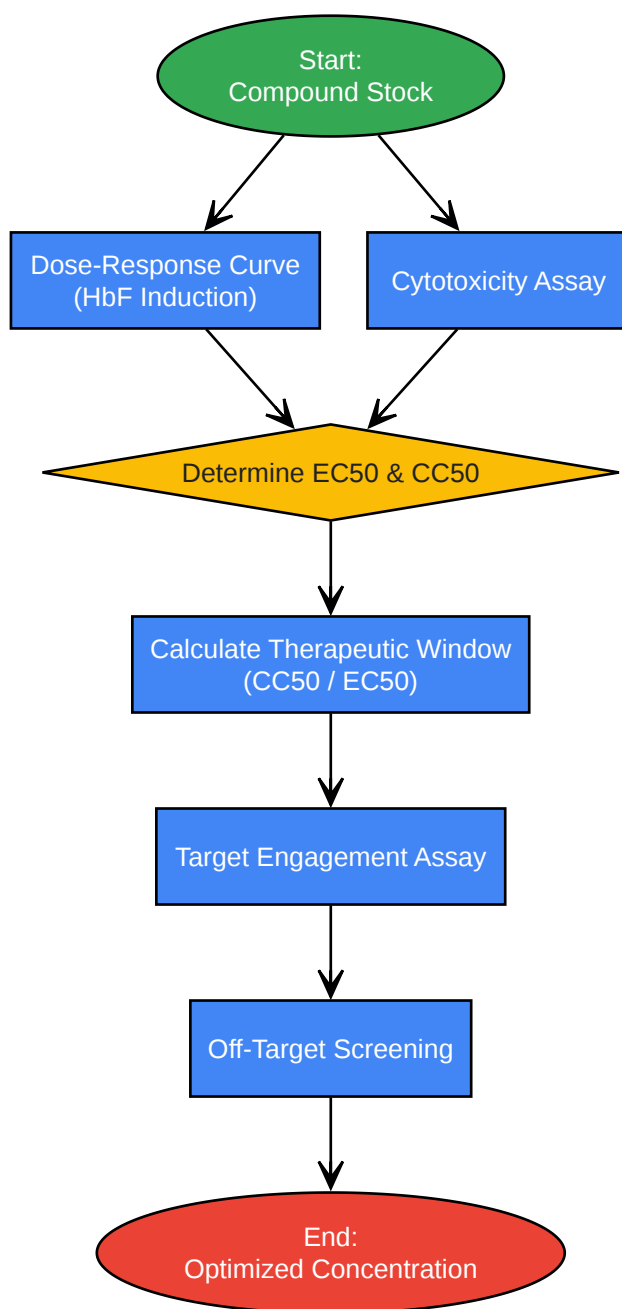 Start:
Compound Stock
Dose-Response Curve
(HbF Induction)
Cytotoxicity Assay
Determine EC50 & CC50
Calculate Therapeutic Window
(CC50 / EC50)
Target Engagement Assay
Off-Target Screening
End:
Optimized Concentration